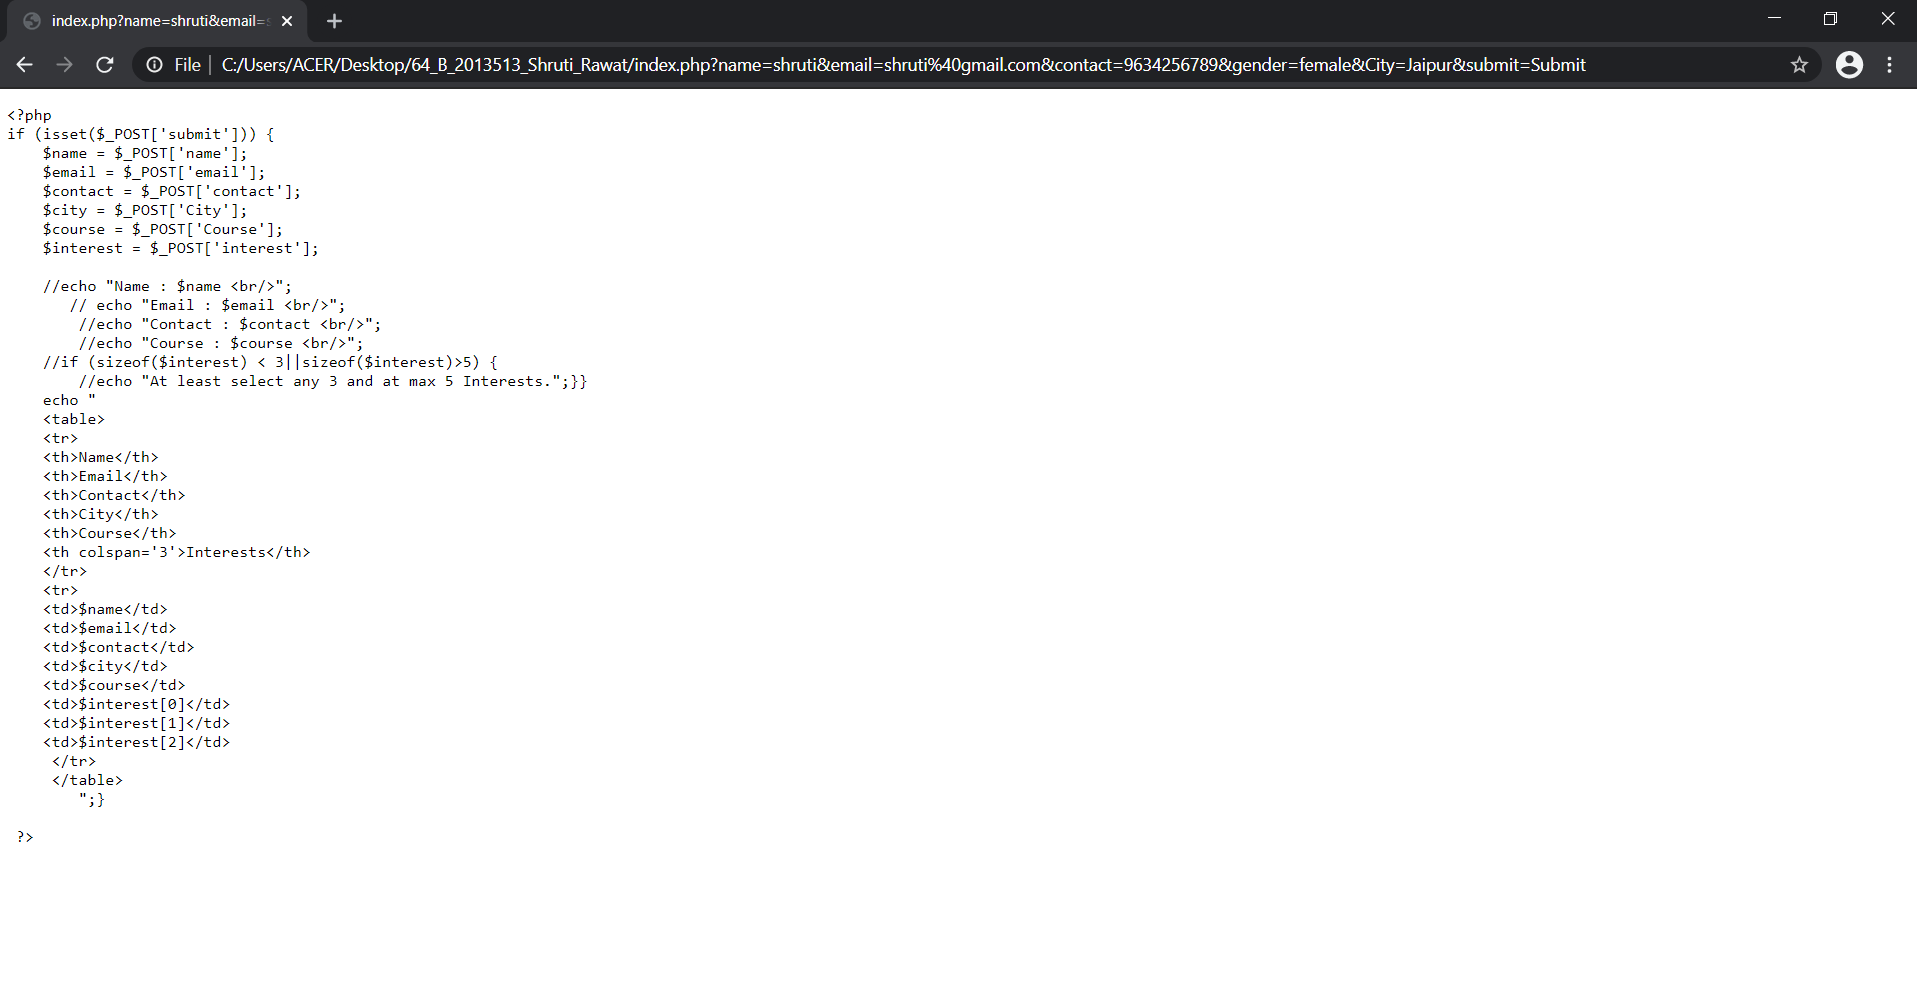 index.php?name=shruti&email=s
File | C:/Users/ACER/Desktop/64_B_2013513_Shruti_Rawat/index.php?name=shruti&email=shruti%40gmail.com&contact=9634256789&gender=female&City=Jaipur&submit=Submit
<?php
if (isset($_POST['submit'])) {
    $name = $_POST['name'];
    $email = $_POST['email'];
    $contact = $_POST['contact'];
    $city = $_POST['City'];
    $course = $_POST['Course'];
    $interest = $_POST['interest'];

    //echo "Name : $name <br/>";
       // echo "Email : $email <br/>";
        //echo "Contact : $contact <br/>";
        //echo "Course : $course <br/>";
    //if (sizeof($interest) < 3||sizeof($interest)>5) {
        //echo "At least select any 3 and at max 5 Interests.";}}
    echo "
    <table>
    <tr>
    <th>Name</th>
    <th>Email</th>
    <th>Contact</th>
    <th>City</th>
    <th>Course</th>
    <th colspan='3'>Interests</th>
    </tr>
    <tr>
    <td>$name</td>
    <td>$email</td>
    <td>$contact</td>
    <td>$city</td>
    <td>$course</td>
    <td>$interest[0]</td>
    <td>$interest[1]</td>
    <td>$interest[2]</td>
     </tr>
     </table>
        ";}

 ?>